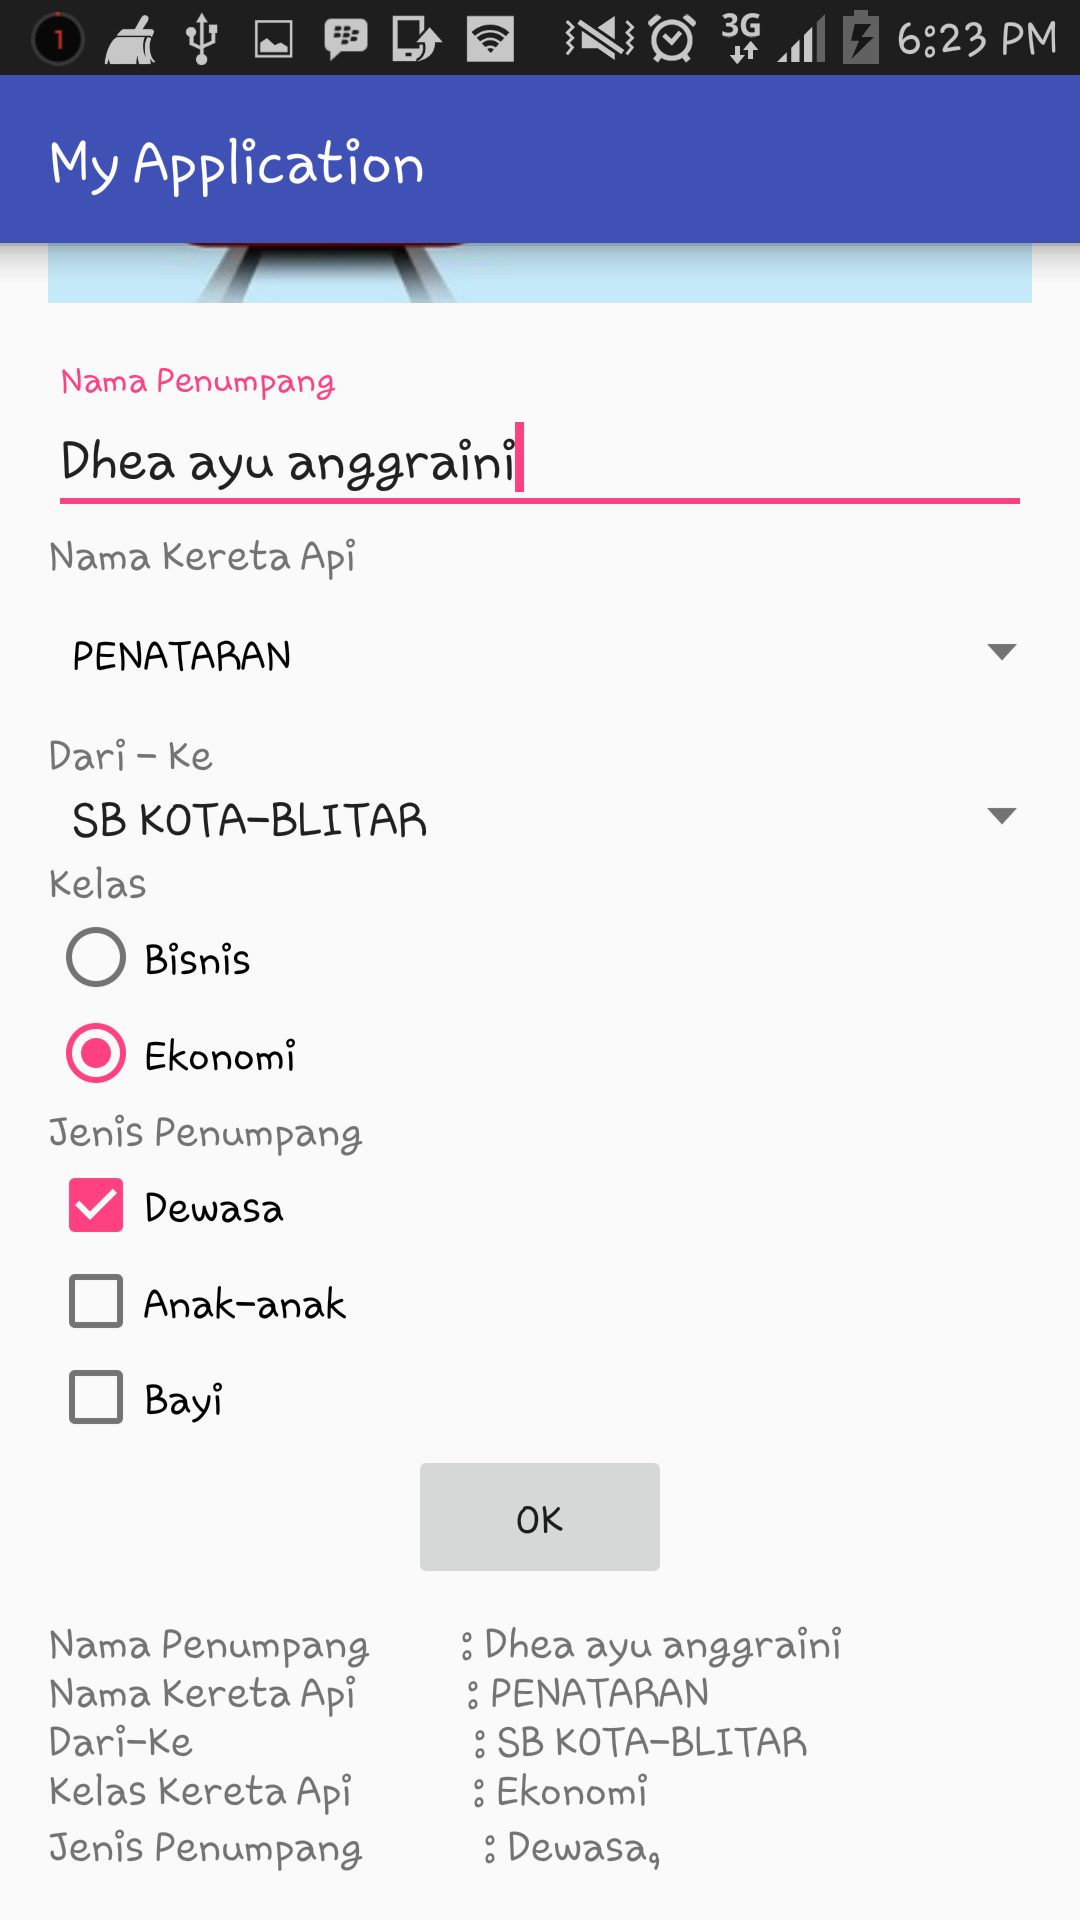 1 3G 6:23 PM
My Application
Nama Penumpang
Dhea ayu anggraini
Nama Kereta Api
PENATARAN
Dari - Ke
SB KOTA-BLITAR
Kelas
Bisnis
Ekonomi
Jenis Penumpang
Dewasa
Anak-anak
Bayi
OK
Nama Penumpang : Dhea ayu anggraini
Nama Kereta Api : PENATARAN
Dari-Ke : SB KOTA-BLITAR
Kelas Kereta Api : Ekonomi
Jenis Penumpang : Dewasa,